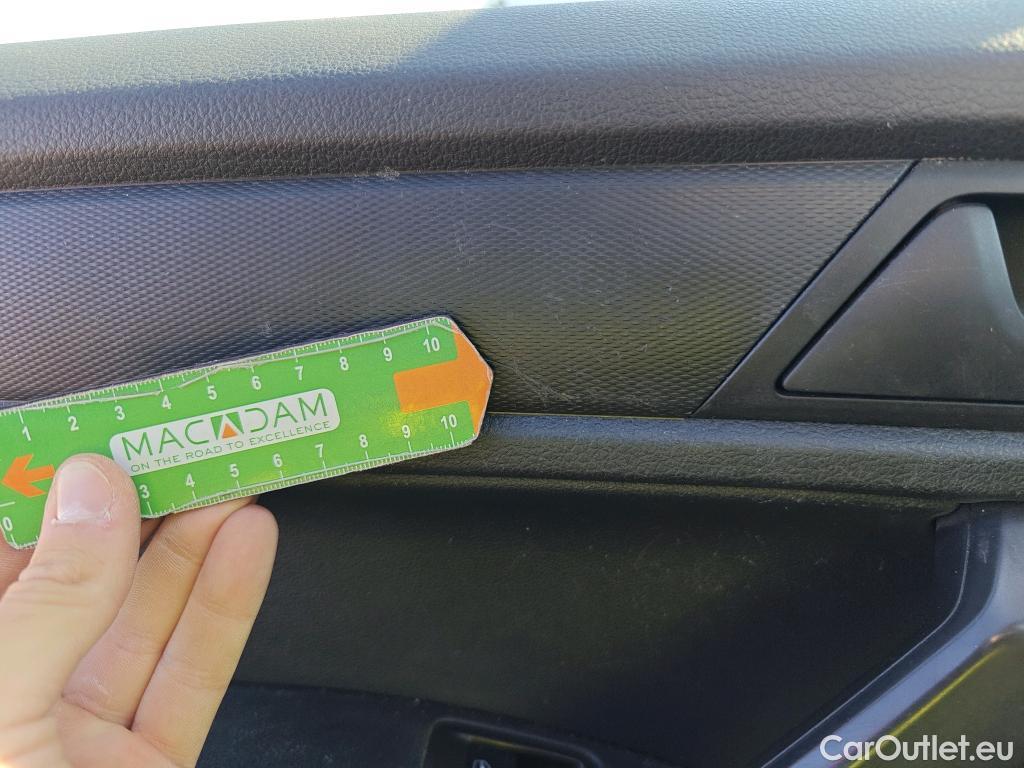 1 2 3 4 5 6 7 8 9 10
MACADAM
ON THE ROAD TO EXCELLENCE
0 3 4 5 6 7 8 9 10
CarOutlet.eu